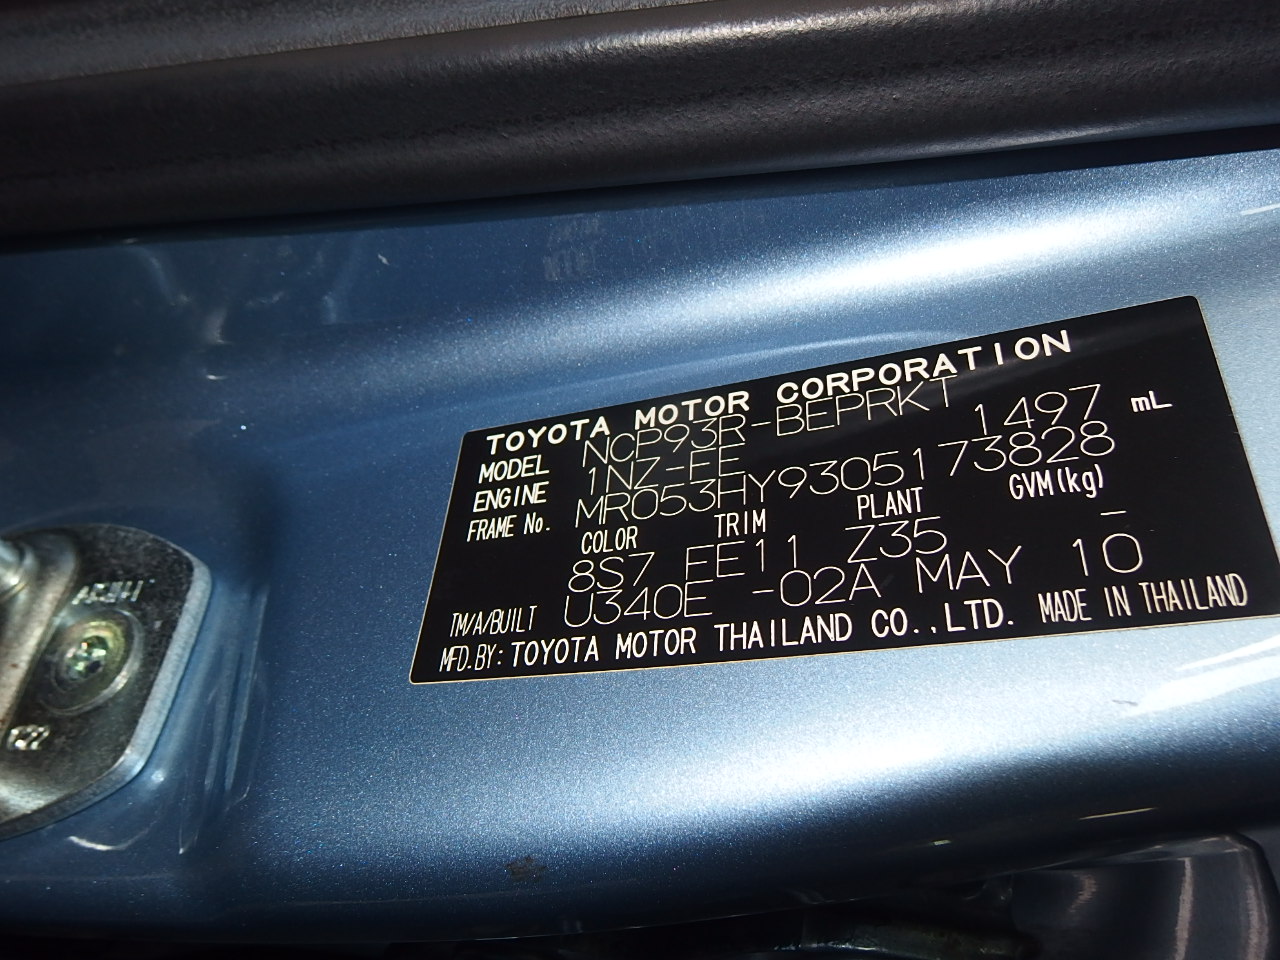 TOYOTA MOTOR CORPORATION
MODEL NCP93R-BEPRKT
ENGINE 1NZ-FE 1497 mL
FRAME No. MR053HY9305173828
COLOR TRIM PLANT GVM(kg)
8S7 FE11 Z35 -
TM/A/BUILT U340E -02A MAY 10
MFD.BY: TOYOTA MOTOR THAILAND CO.,LTD. MADE IN THAILAND